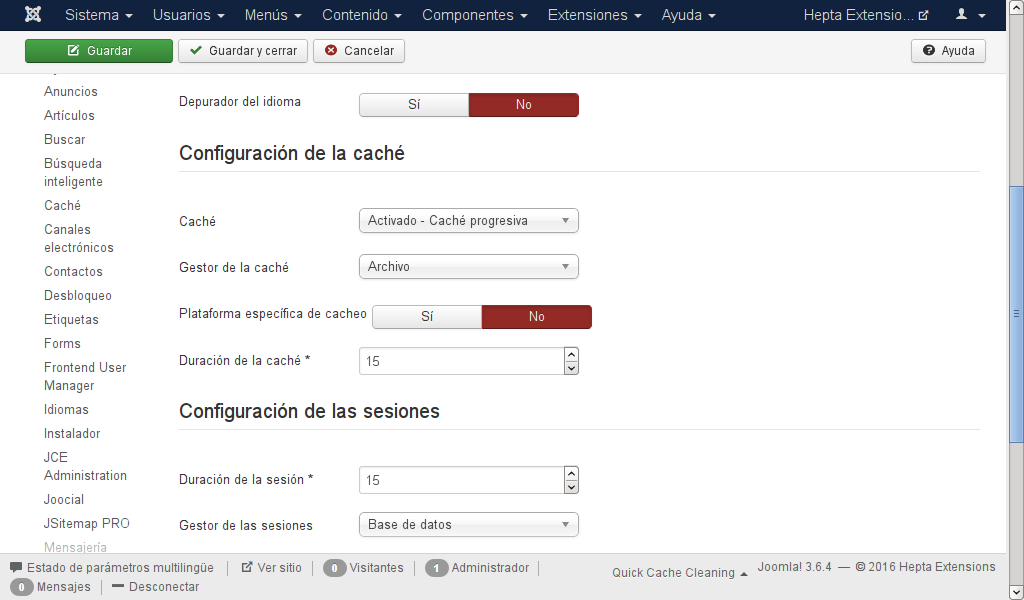 Sistema Usuarios Menús Contenido Componentes Extensiones Ayuda Hepta Extensio...
Guardar Guardar y cerrar Cancelar Ayuda
Anuncios
Artículos
Buscar
Búsqueda
inteligente
Caché
Canales
electrónicos
Contactos
Desbloqueo
Etiquetas
Forms
Frontend User
Manager
Idiomas
Instalador
JCE
Administration
Joocial
JSitemap PRO
Mensajería
Depurador del idioma Sí No
Configuración de la caché
Caché Activado - Caché progresiva
Gestor de la caché Archivo
Plataforma específica de cacheo Sí No
Duración de la caché * 15
Configuración de las sesiones
Duración de la sesión * 15
Gestor de las sesiones Base de datos
Estado de parámetros multilingüe Ver sitio 0 Visitantes 1 Administrador
0 Mensajes Desconectar
Quick Cache Cleaning Joomla! 3.6.4 — © 2016 Hepta Extensions